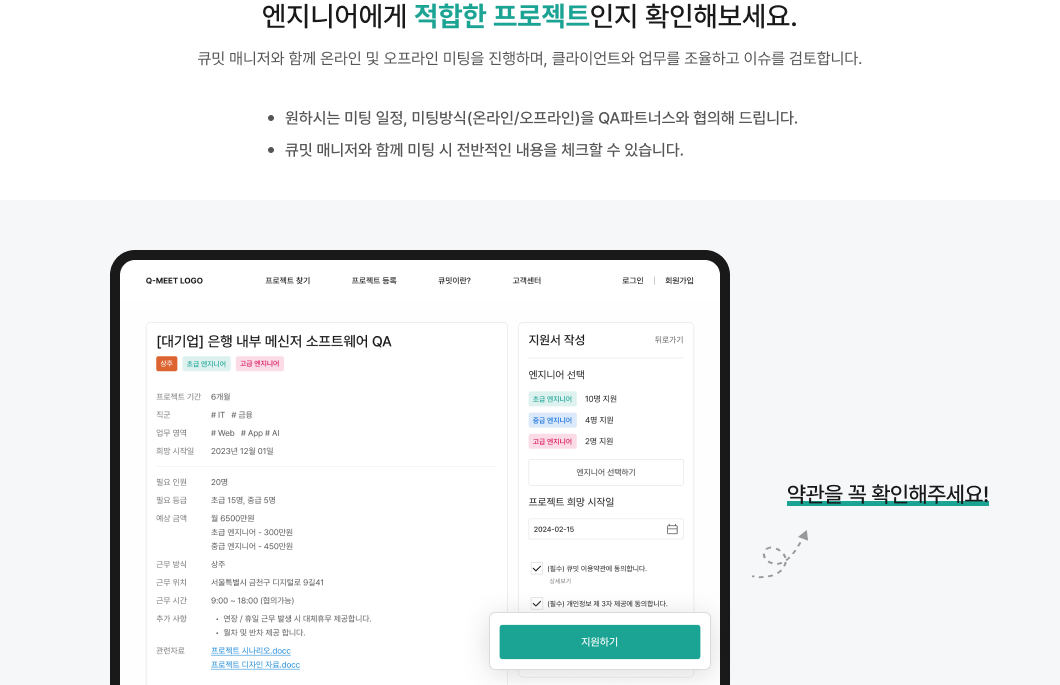 엔지니어에게 적합한 프로젝트인지 확인해보세요.
큐밋 매니저와 함께 온라인 및 오프라인 미팅을 진행하며, 클라이언트와 업무를 조율하고 이슈를 검토합니다.
• 원하시는 미팅 일정, 미팅방식(온라인/오프라인)을 QA파트너스와 협의해 드립니다.
• 큐밋 매니저와 함께 미팅 시 전반적인 내용을 체크할 수 있습니다.
Q-MEET LOGO 프로젝트 찾기 프로젝트 등록 큐밋이란? 고객센터 로그인 | 회원가입
[대기업] 은행 내부 메신저 소프트웨어 QA
상주 초급 엔지니어 고급 엔지니어
프로젝트 기간 6개월
직군 # IT # 금융
업무 영역 # Web # App # AI
희망 시작일 2023년 12월 01일
필요 인원 20명
필요 등급 초급 15명, 중급 5명
예상 금액 월 6500만원
초급 엔지니어 - 300만원
중급 엔지니어 - 450만원
근무 방식 상주
근무 위치 서울특별시 금천구 디지털로 9길41
근무 시간 9:00 ~ 18:00 (협의가능)
추가 사항 • 연장 / 휴일 근무 발생 시 대체휴무 제공합니다.
• 월차 및 반차 제공 합니다.
관련자료 프로젝트 시나리오.docc
프로젝트 디자인 자료.docc
지원서 작성 뒤로가기
엔지니어 선택
초급 엔지니어 10명 지원
중급 엔지니어 4명 지원
고급 엔지니어 2명 지원
엔지니어 선택하기
프로젝트 희망 시작일
2024-02-15
(필수) 큐밋 이용약관에 동의합니다.
상세보기
(필수) 개인정보 제 3자 제공에 동의합니다.
지원하기
약관을 꼭 확인해주세요!